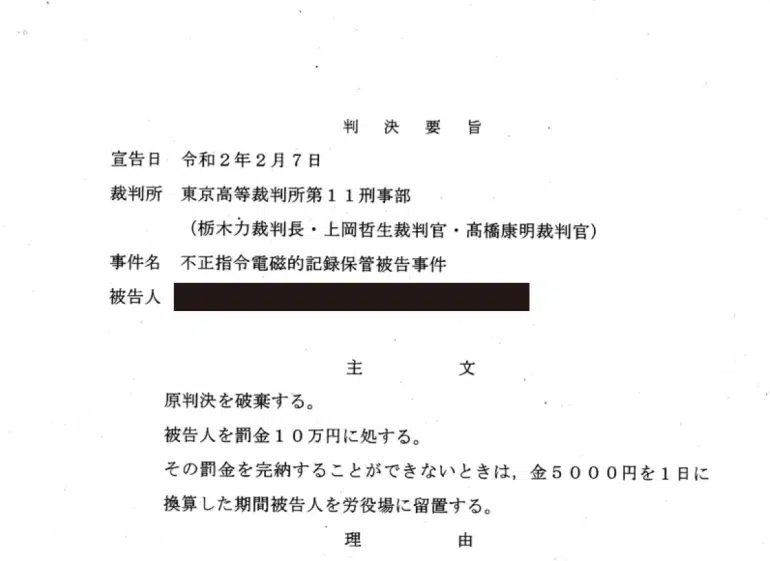 判決要旨
宣告日 令和2年2月7日
裁判所 東京高等裁判所第11刑事部
（栃木力裁判長・上岡哲生裁判官・髙橋康明裁判官）
事件名 不正指令電磁的記録保管被告事件
被告人
主文
原判決を破棄する。
被告人を罰金10万円に処する。
その罰金を完納することができないときは，金5000円を1日に
換算した期間被告人を労役場に留置する。
理由